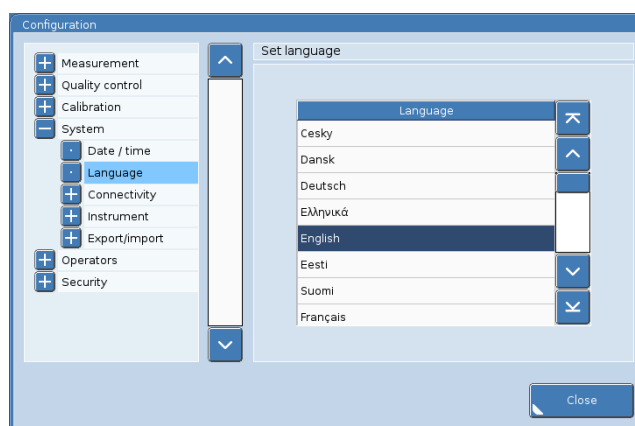 Configuration
Measurement
Quality control
Calibration
System
Date / time
Language
Connectivity
Instrument
Export/import
Operators
Security
Set language
Language
Cesky
Dansk
Deutsch
Ελληνικά
English
Eesti
Suomi
Français
Close